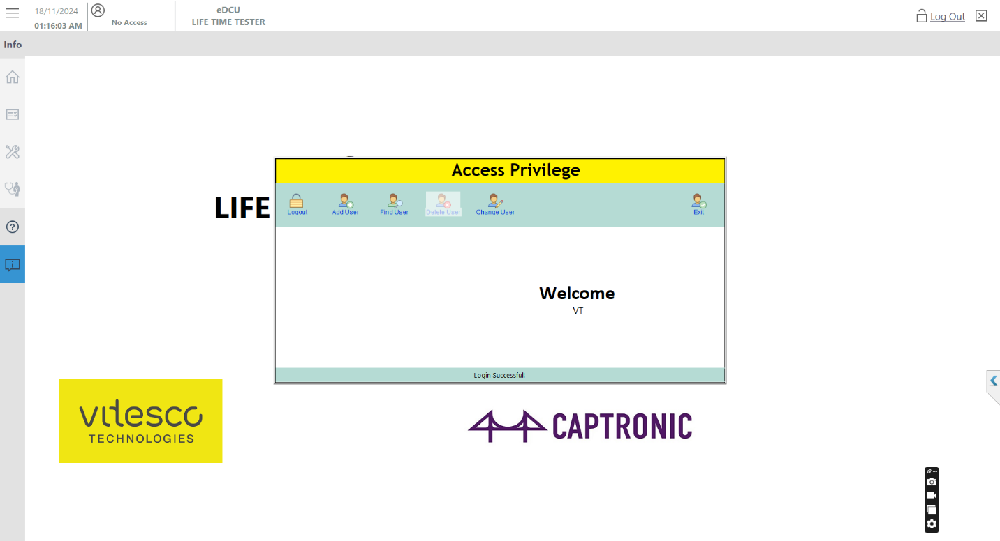 18/11/2024
01:16:03 AM
No Access
eDCU
LIFE TIME TESTER
Log Out
Info
Access Privilege
Logout
Add User
Find User
Delete User
Change User
Exit
LIFE
Welcome
VT
Login Successful!
vitesco
TECHNOLOGIES
CAPTRONIC